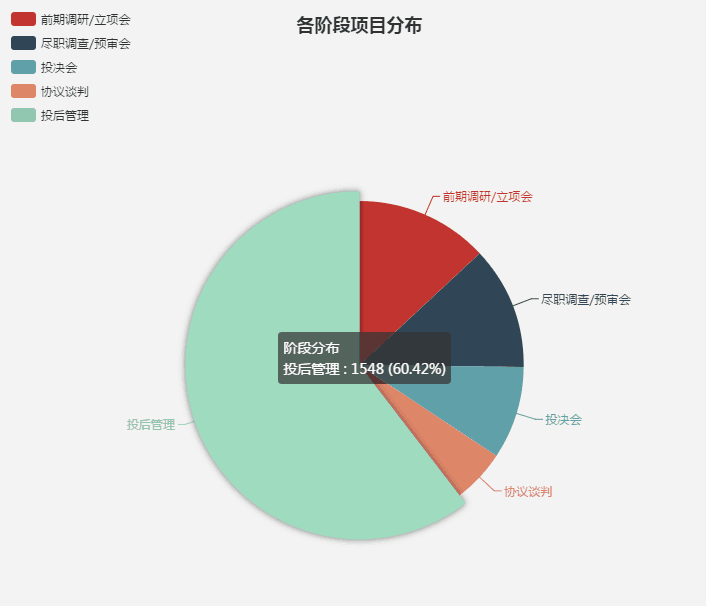 各阶段项目分布
前期调研/立项会
尽职调查/预审会
投决会
协议谈判
投后管理
前期调研/立项会
尽职调查/预审会
阶段分布
投后管理 : 1548 (60.42%)
投决会
投后管理
协议谈判